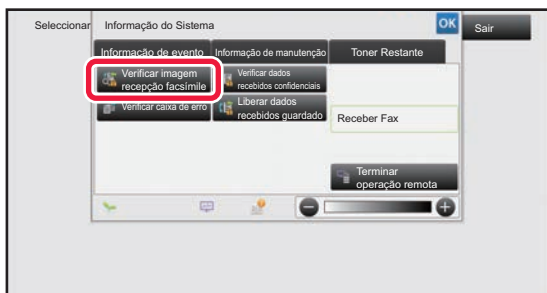 Seleccionar
Informação do Sistema
OK
Sair
Informação de evento
Informação de manutenção
Toner Restante
Verificar imagem
recepção facsímile
Verificar dados
recebidos confidenciais
Verificar caixa de erro
Liberar dados
recebidos guardado
Receber Fax
Terminar
operação remota